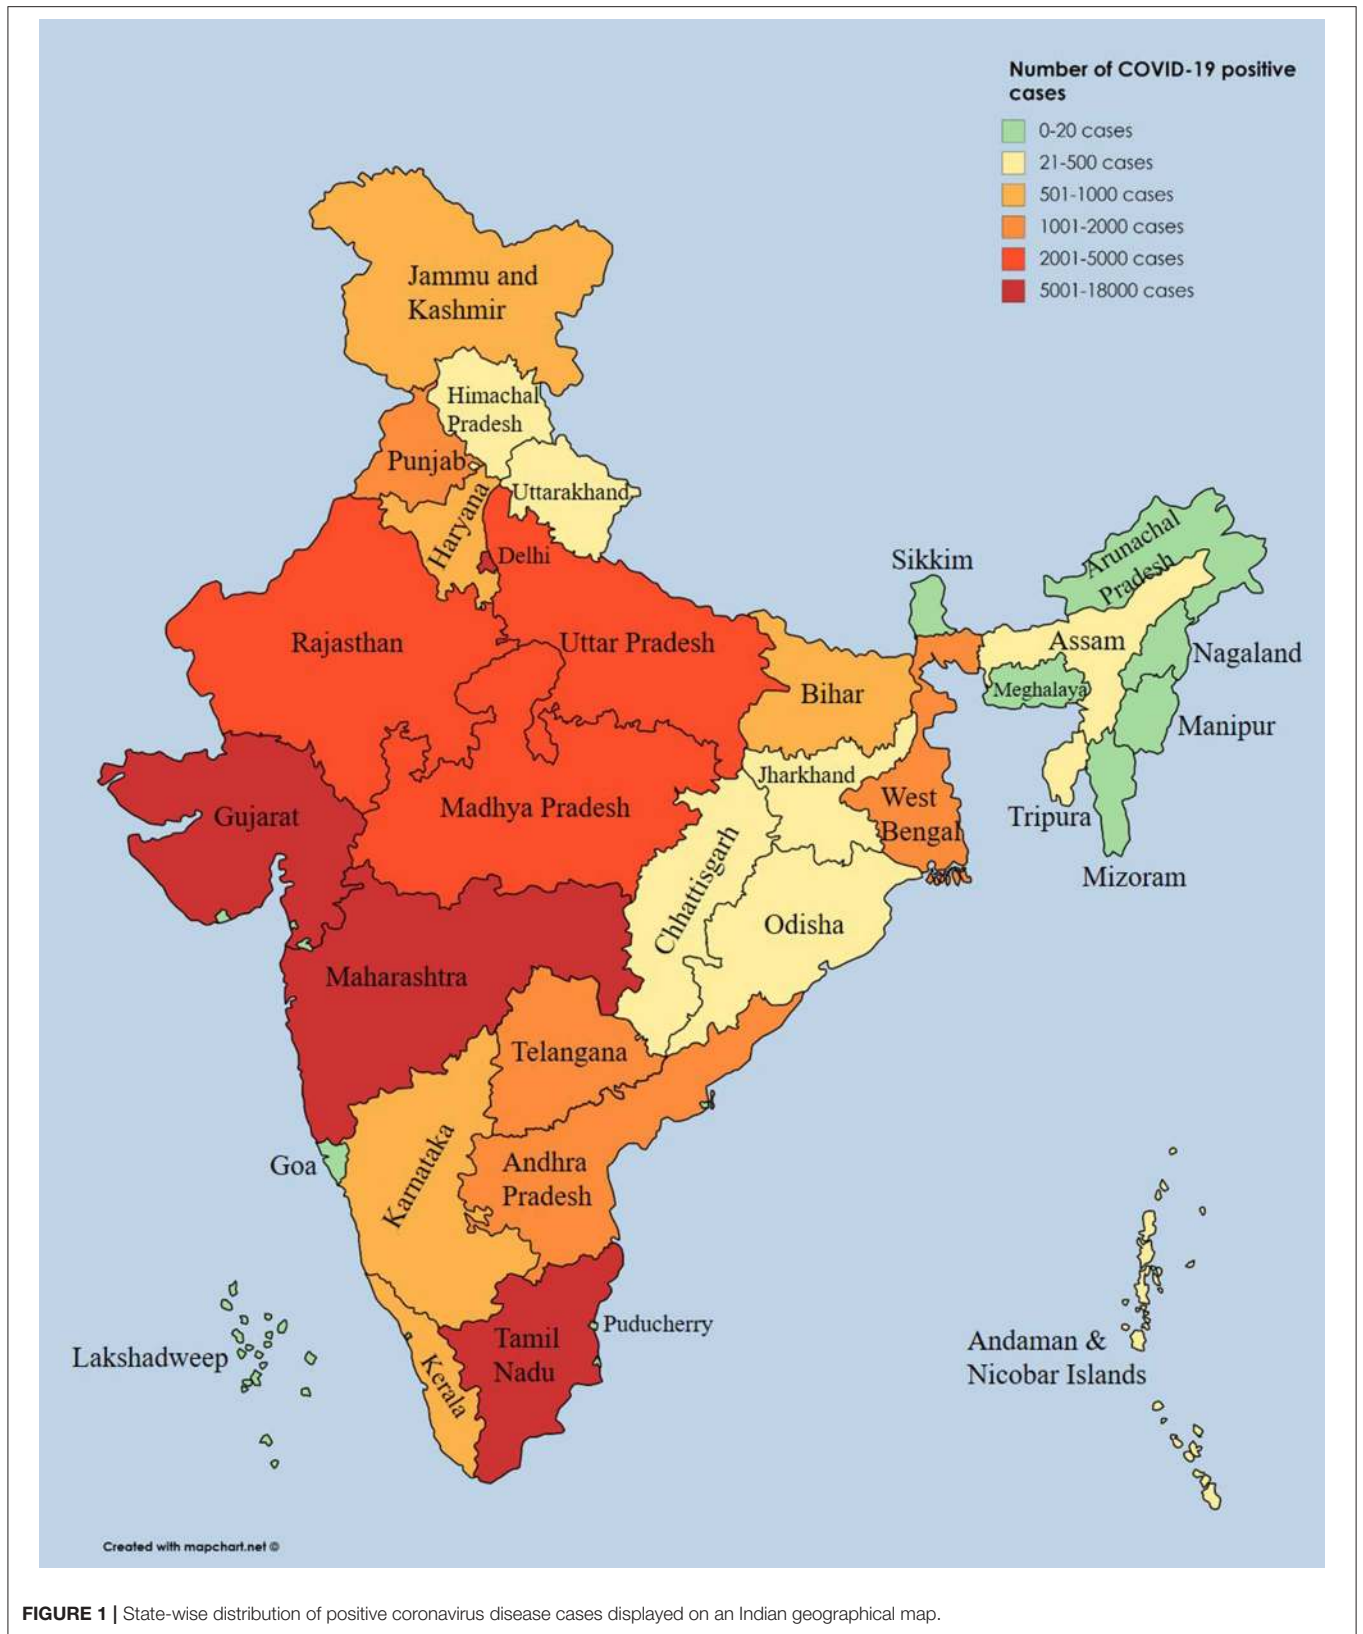 Number of COVID-19 positive
cases
0-20 cases
21-500 cases
501-1000 cases
1001-2000 cases
2001-5000 cases
5001-18000 cases
Jammu and
Kashmir
Himachal
Pradesh
Punjab
Uttarakhand
Haryana
Delhi
Sikkim
Arunachal
Pradesh
Rajasthan
Uttar Pradesh
Assam
Nagaland
Bihar
Meghalaya
Manipur
Jharkhand
Gujarat
Madhya Pradesh
West
Bengal
Tripura
Mizoram
Chhattisgarh
Odisha
Maharashtra
Telangana
Goa
Karnataka
Andhra
Pradesh
Puducherry
Lakshadweep
Tamil
Nadu
Kerala
Andaman &
Nicobar Islands
Created with mapchart.net ©
FIGURE 1 | State-wise distribution of positive coronavirus disease cases displayed on an Indian geographical map.